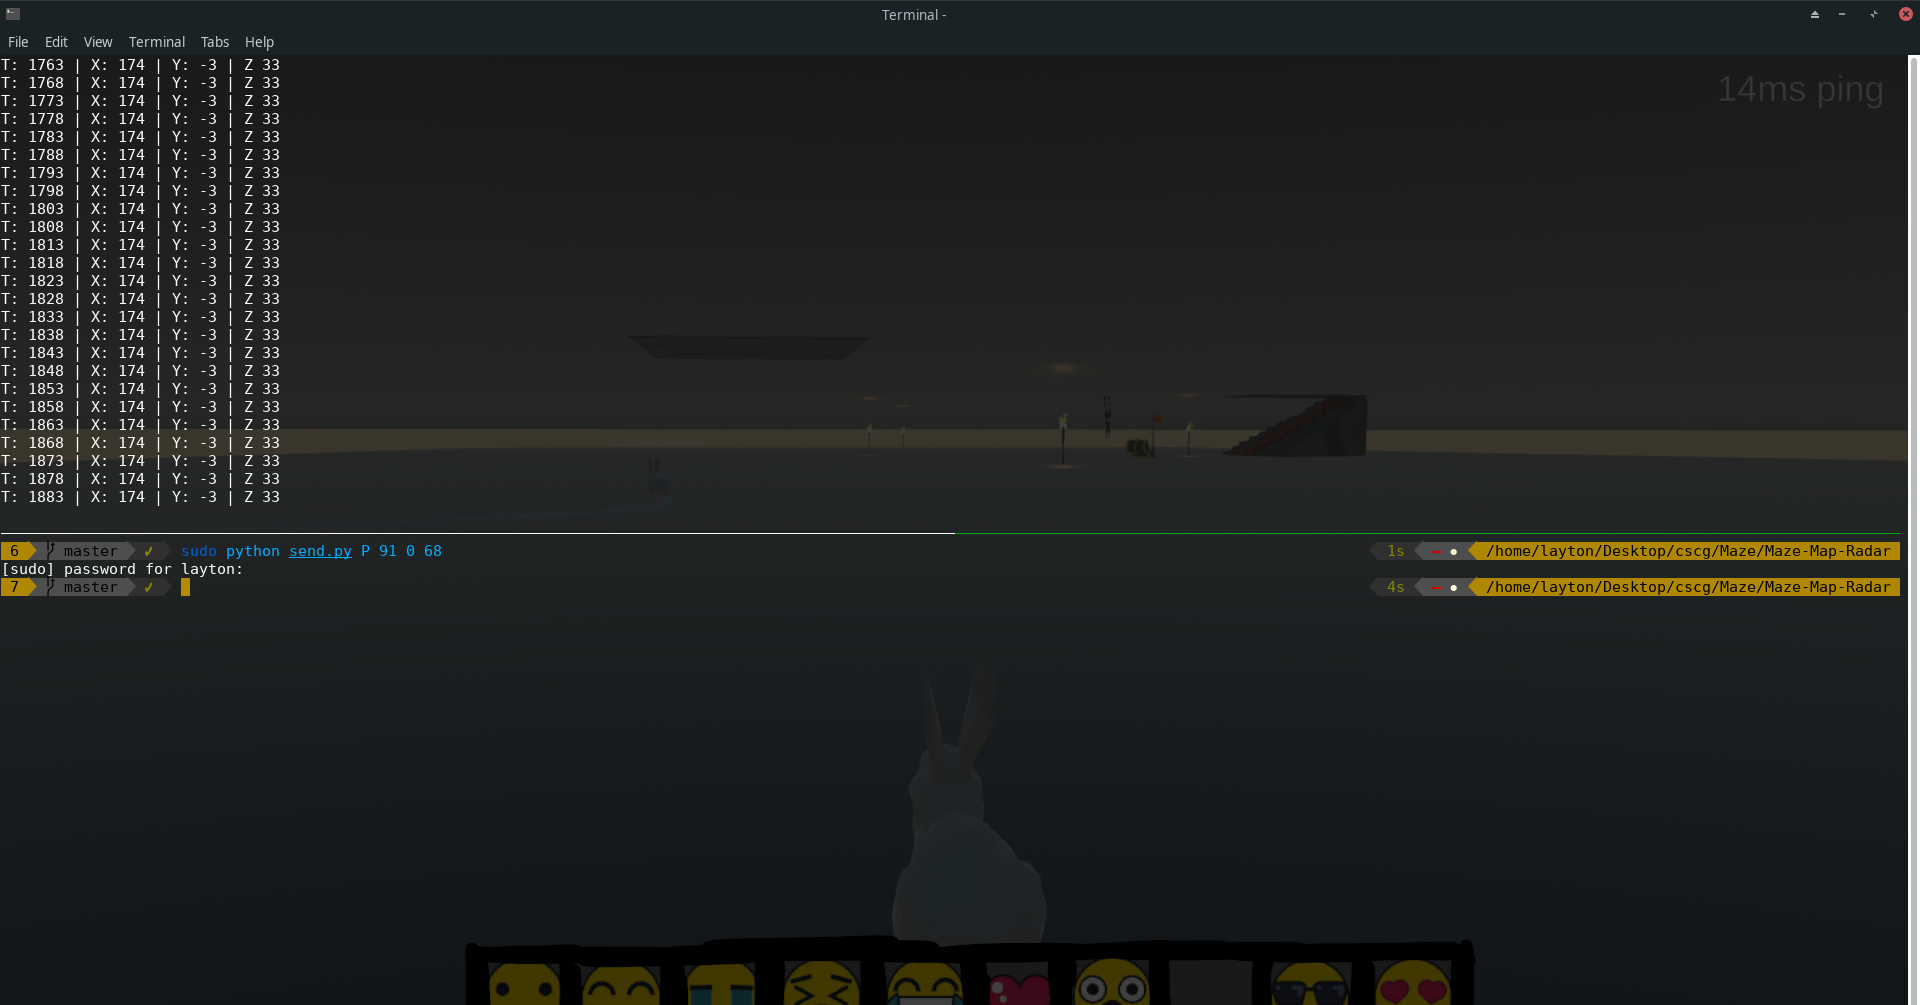 Terminal -
File Edit View Terminal Tabs Help
T: 1763 | X: 174 | Y: -3 | Z 33
14ms ping
T: 1768 | X: 174 | Y: -3 | Z 33
T: 1773 | X: 174 | Y: -3 | Z 33
T: 1778 | X: 174 | Y: -3 | Z 33
T: 1783 | X: 174 | Y: -3 | Z 33
T: 1788 | X: 174 | Y: -3 | Z 33
T: 1793 | X: 174 | Y: -3 | Z 33
T: 1798 | X: 174 | Y: -3 | Z 33
T: 1803 | X: 174 | Y: -3 | Z 33
T: 1808 | X: 174 | Y: -3 | Z 33
T: 1813 | X: 174 | Y: -3 | Z 33
T: 1818 | X: 174 | Y: -3 | Z 33
T: 1823 | X: 174 | Y: -3 | Z 33
T: 1828 | X: 174 | Y: -3 | Z 33
T: 1833 | X: 174 | Y: -3 | Z 33
T: 1838 | X: 174 | Y: -3 | Z 33
T: 1843 | X: 174 | Y: -3 | Z 33
T: 1848 | X: 174 | Y: -3 | Z 33
T: 1853 | X: 174 | Y: -3 | Z 33
T: 1858 | X: 174 | Y: -3 | Z 33
T: 1863 | X: 174 | Y: -3 | Z 33
T: 1868 | X: 174 | Y: -3 | Z 33
T: 1873 | X: 174 | Y: -3 | Z 33
T: 1878 | X: 174 | Y: -3 | Z 33
T: 1883 | X: 174 | Y: -3 | Z 33
6 master ✓ sudo python send.py P 91 0 68 1s — • /home/layton/Desktop/cscg/Maze/Maze-Map-Radar
[sudo] password for layton:
7 master ✓ 4s — • /home/layton/Desktop/cscg/Maze/Maze-Map-Radar